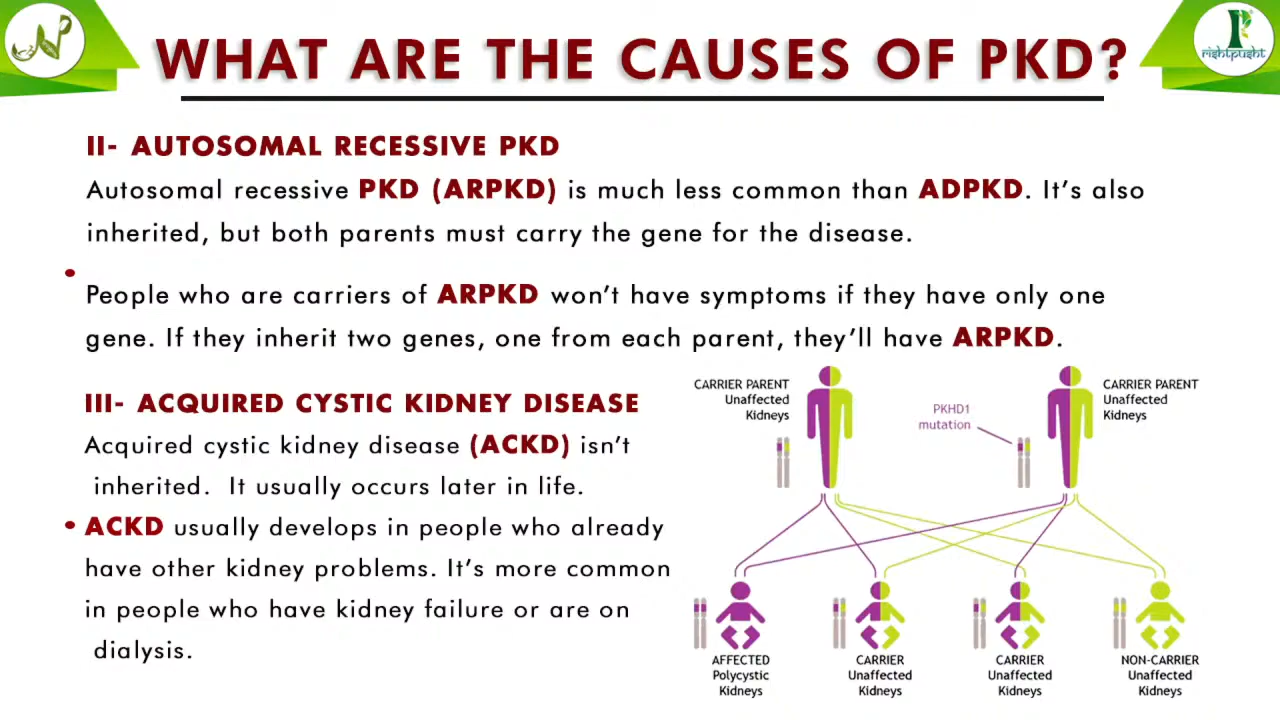 WHAT ARE THE CAUSES OF PKD?
rishtpusht
II- AUTOSOMAL RECESSIVE PKD
Autosomal recessive PKD (ARPKD) is much less common than ADPKD. It's also
inherited, but both parents must carry the gene for the disease.
People who are carriers of ARPKD won't have symptoms if they have only one
gene. If they inherit two genes, one from each parent, they'll have ARPKD.
III- ACQUIRED CYSTIC KIDNEY DISEASE
Acquired cystic kidney disease (ACKD) isn't
inherited. It usually occurs later in life.
• ACKD usually develops in people who already
have other kidney problems. It's more common
in people who have kidney failure or are on
dialysis.
CARRIER PARENT
Unaffected
Kidneys
PKHD1
mutation
CARRIER PARENT
Unaffected
Kidneys
AFFECTED
Polycystic
Kidneys
CARRIER
Unaffected
Kidneys
CARRIER
Unaffected
Kidneys
NON-CARRIER
Unaffected
Kidneys